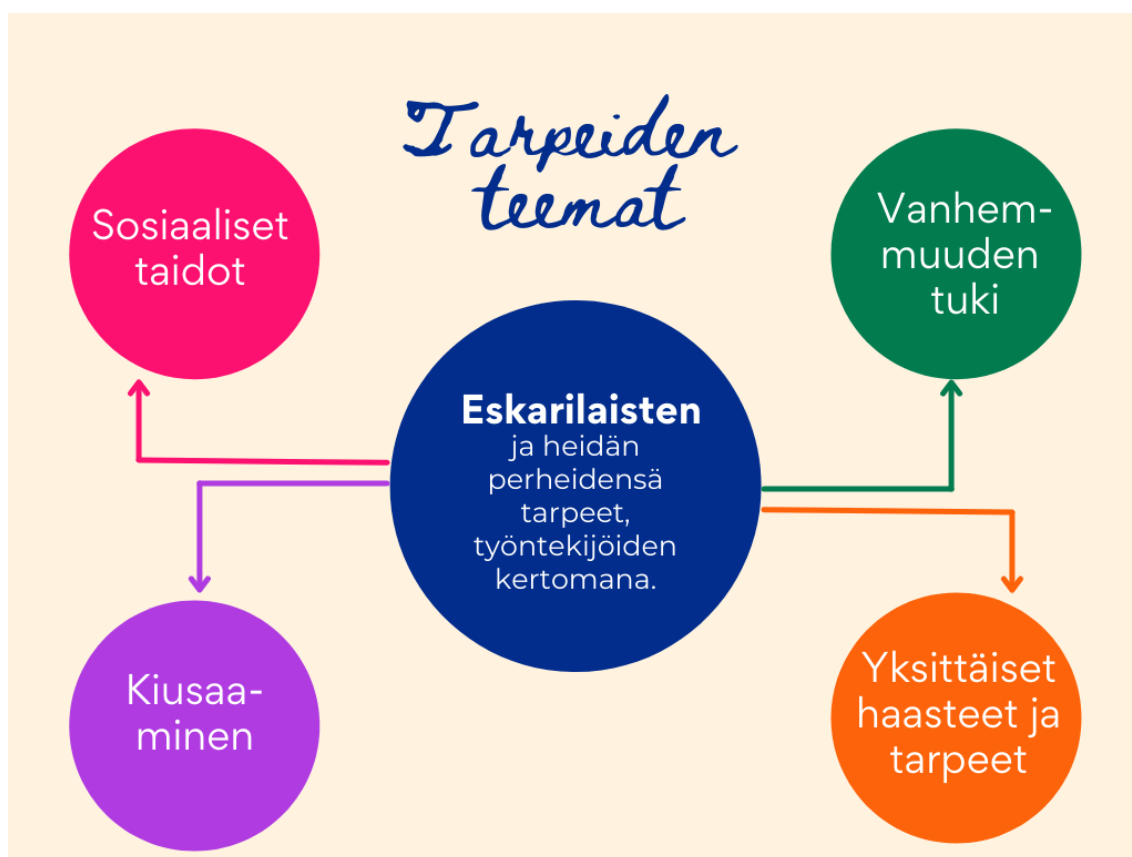 Tarpeiden
teemat
Sosiaaliset
taidot
Vanhem-
muuden
tuki
Eskarilaisten
ja heidän
perheidensä
tarpeet,
työntekijöiden
kertomana.
Kiusaa-
minen
Yksittäiset
haasteet ja
tarpeet